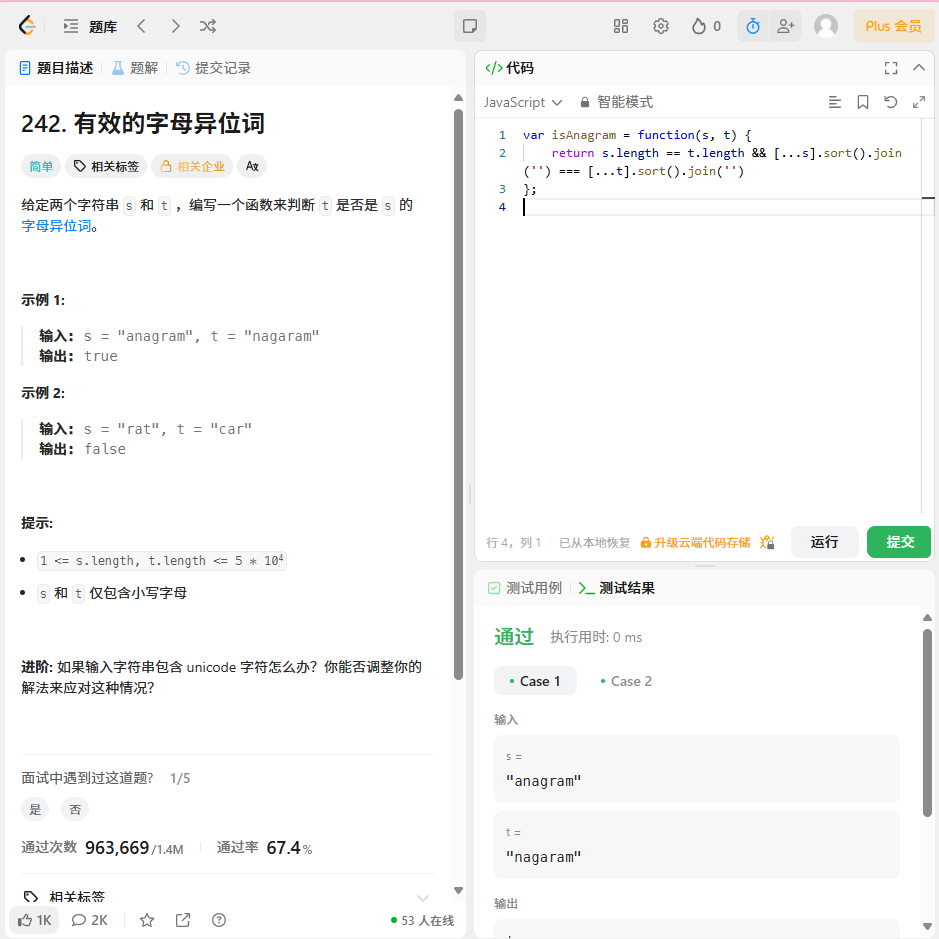 题库
0
Plus 会员
题目描述
题解
提交记录
242. 有效的字母异位词
简单
相关标签
相关企业
给定两个字符串 s 和 t ，编写一个函数来判断 t 是否是 s 的
字母异位词。
示例 1:
输入: s = "anagram", t = "nagaram"
输出: true
示例 2:
输入: s = "rat", t = "car"
输出: false
提示:
1 <= s.length, t.length <= 5 * 10⁴
s 和 t 仅包含小写字母
进阶: 如果输入字符串包含 unicode 字符怎么办？你能否调整你的
解法来应对这种情况？
面试中遇到过这道题? 1/5
是 否
通过次数 963,669/1.4M 通过率 67.4%
相关标签
1K 2K 53 人在线
</> 代码
JavaScript 智能模式
1 var isAnagram = function(s, t) {
2 return s.length == t.length && [...s].sort().join
('') === [...t].sort().join('')
3 };
4
行 4，列 1 已从本地恢复 升级云端代码存储 运行 提交
测试用例 >_ 测试结果
通过 执行用时: 0 ms
• Case 1 • Case 2
输入
s =
"anagram"
t =
"nagaram"
输出